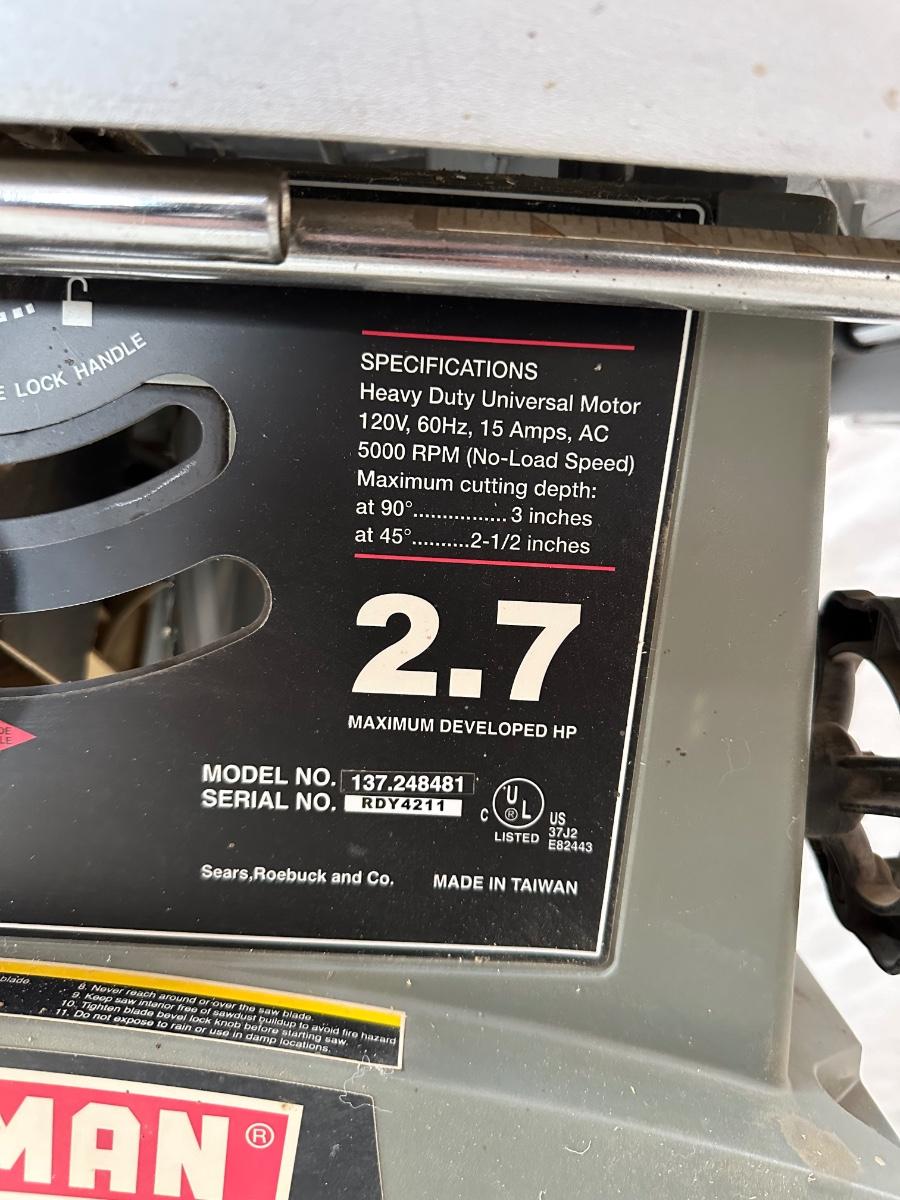 LOCK HANDLE
SPECIFICATIONS
Heavy Duty Universal Motor
120V, 60Hz, 15 Amps, AC
5000 RPM (No-Load Speed)
Maximum cutting depth:
at 90°................ 3 inches
at 45°..........2-1/2 inches
2.7
MAXIMUM DEVELOPED HP
MODEL NO. 137.248481
SERIAL NO. RDY4211
C UL ® US
LISTED 37J2
E82443
Sears,Roebuck and Co. MADE IN TAIWAN
blade.
8. Never reach around or over the saw blade.
9. Keep saw interior free of sawdust buildup to avoid fire hazard
10. Tighten blade bevel lock knob before starting saw.
11. Do not expose to rain or use in damp locations.
MAN®